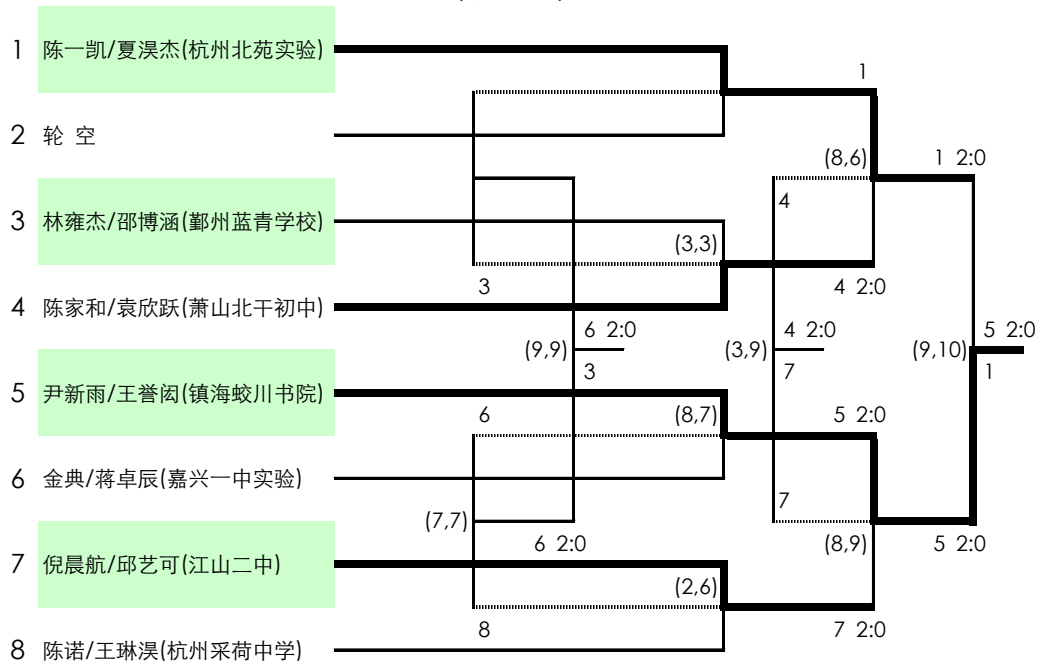 1 陈一凯/夏淏杰(杭州北苑实验)
1
2 轮 空
(8,6) 1 2:0
4
3 林雍杰/邵博涵(鄞州蓝青学校)
(3,3)
3 4 2:0
4 陈家和/袁欣跃(萧山北干初中)
6 2:0 4 2:0 5 2:0
(9,9) (3,9) (9,10)
3 7 1
5 尹新雨/王誉闳(镇海蛟川书院)
6 (8,7) 5 2:0
6 金典/蒋卓辰(嘉兴一中实验)
7
(7,7)
6 2:0 (8,9) 5 2:0
7 倪晨航/邱艺可(江山二中)
(2,6)
8 7 2:0
8 陈诺/王琳淏(杭州采荷中学)